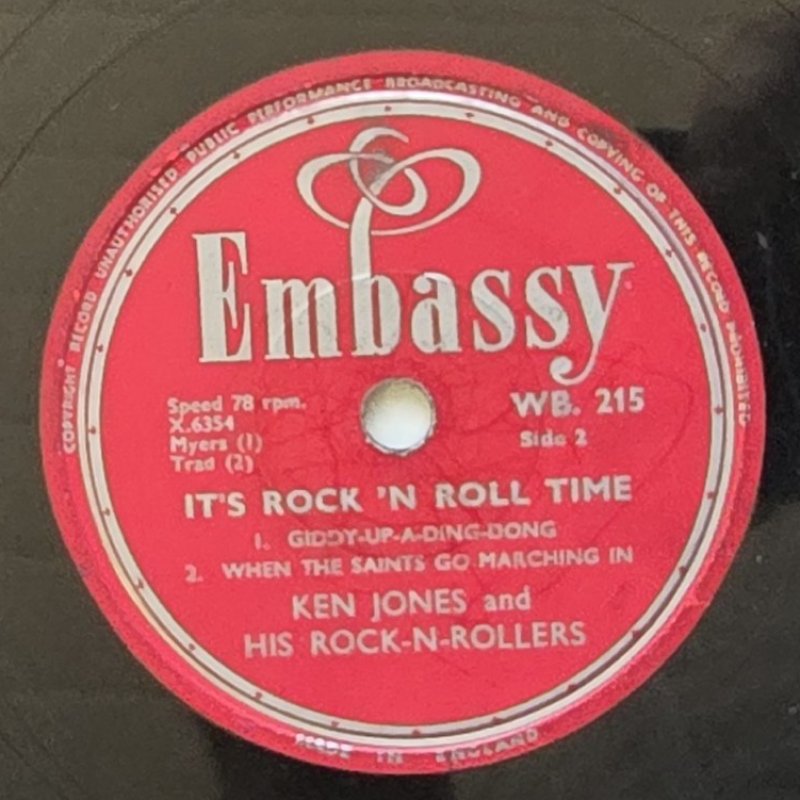 COPYRIGHT RECORD UNAUTHORISED PUBLIC PERFORMANCE BROADCASTING AND COPYING OF THIS RECORD PROHIBITED
Embassy
Speed 78 rpm.
X.6354
Myers (1)
Trad (2)
WB. 215
Side 2
IT'S ROCK 'N ROLL TIME
1. GIDDY-UP-A-DING-DONG
2. WHEN THE SAINTS GO MARCHING IN
KEN JONES and
HIS ROCK-N-ROLLERS
MADE IN ENGLAND